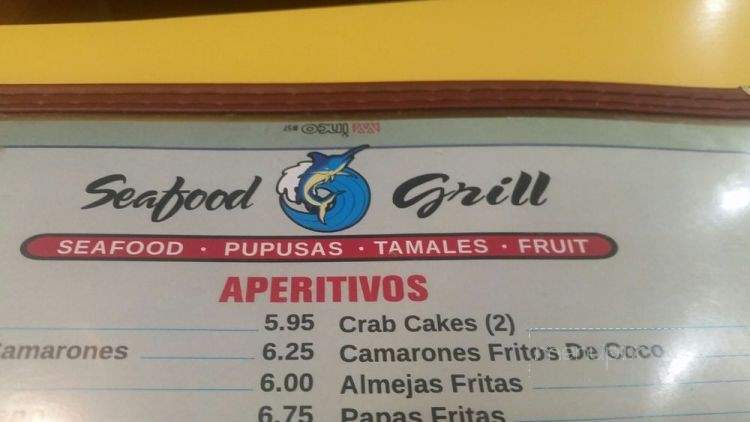 Seafood Grill
SEAFOOD · PUPUSAS · TAMALES · FRUIT
APERITIVOS
5.95 Crab Cakes (2)
amarones 6.25 Camarones Fritos De Coco
6.00 Almejas Fritas
6.75 Papas Fritas